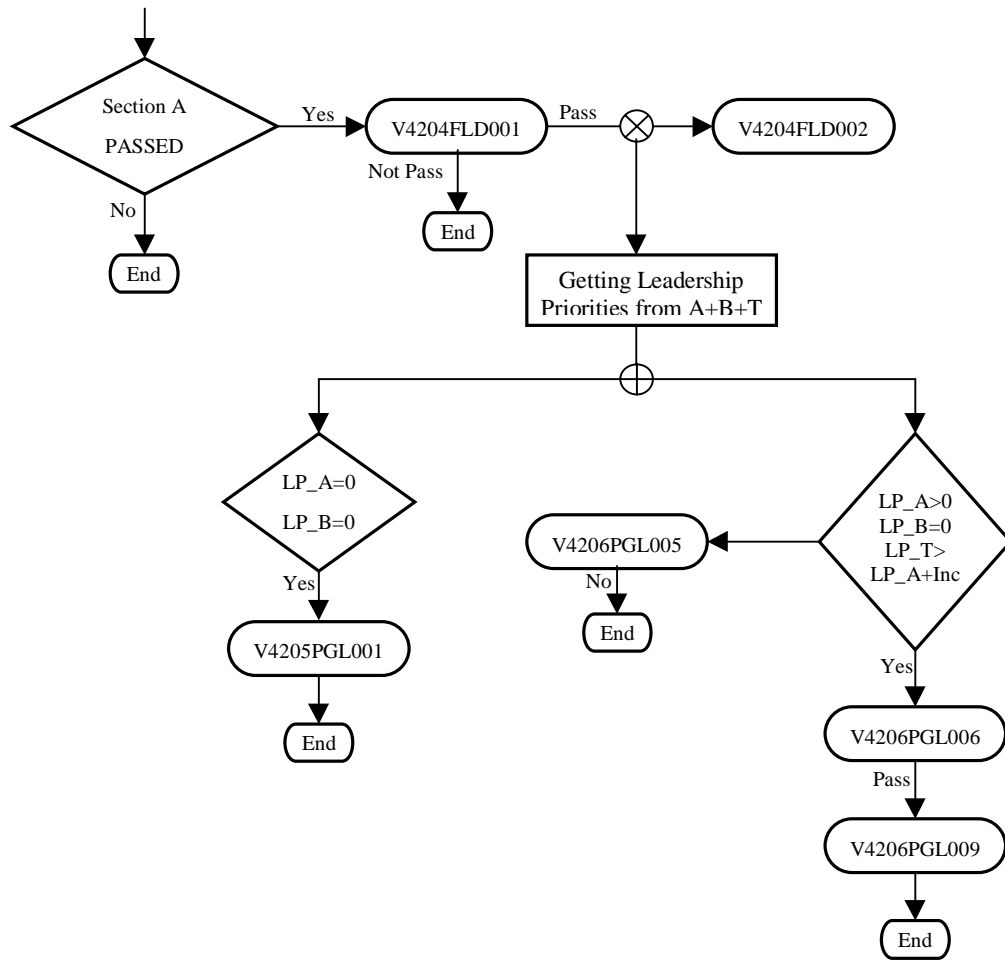 Section A
PASSED
Yes
V4204FLD001
Pass
V4204FLD002
Not Pass
No
End
End
Getting Leadership
Priorities from A+B+T
LP_A=0
LP_B=0
LP_A>0
LP_B=0
LP_T>
LP_A+Inc
V4206PGL005
Yes
No
V4205PGL001
End
Yes
End
V4206PGL006
Pass
V4206PGL009
End